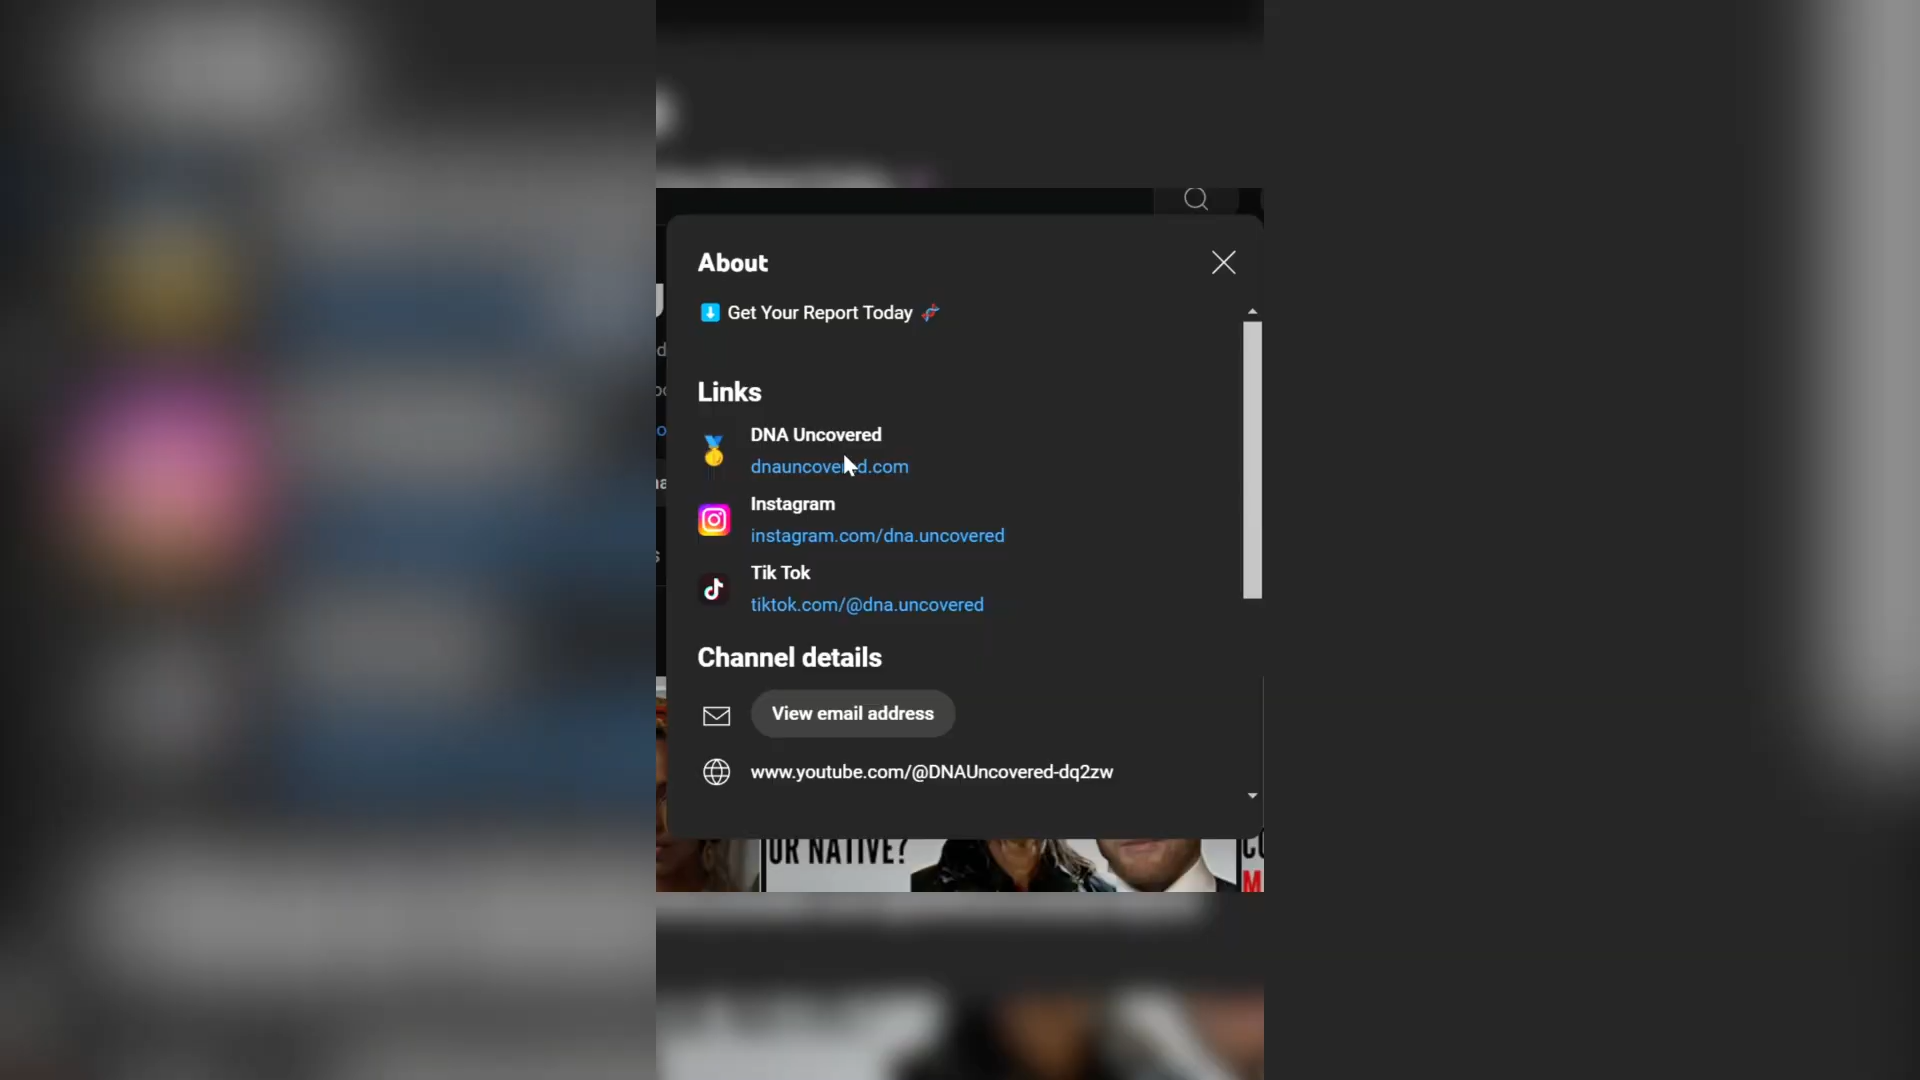 About
Get Your Report Today
Links
DNA Uncovered
dnauncovered.com
Instagram
instagram.com/dna.uncovered
Tik Tok
tiktok.com/@dna.uncovered
Channel details
View email address
www.youtube.com/@DNAUncovered-dq2zw
OR NATIVE?